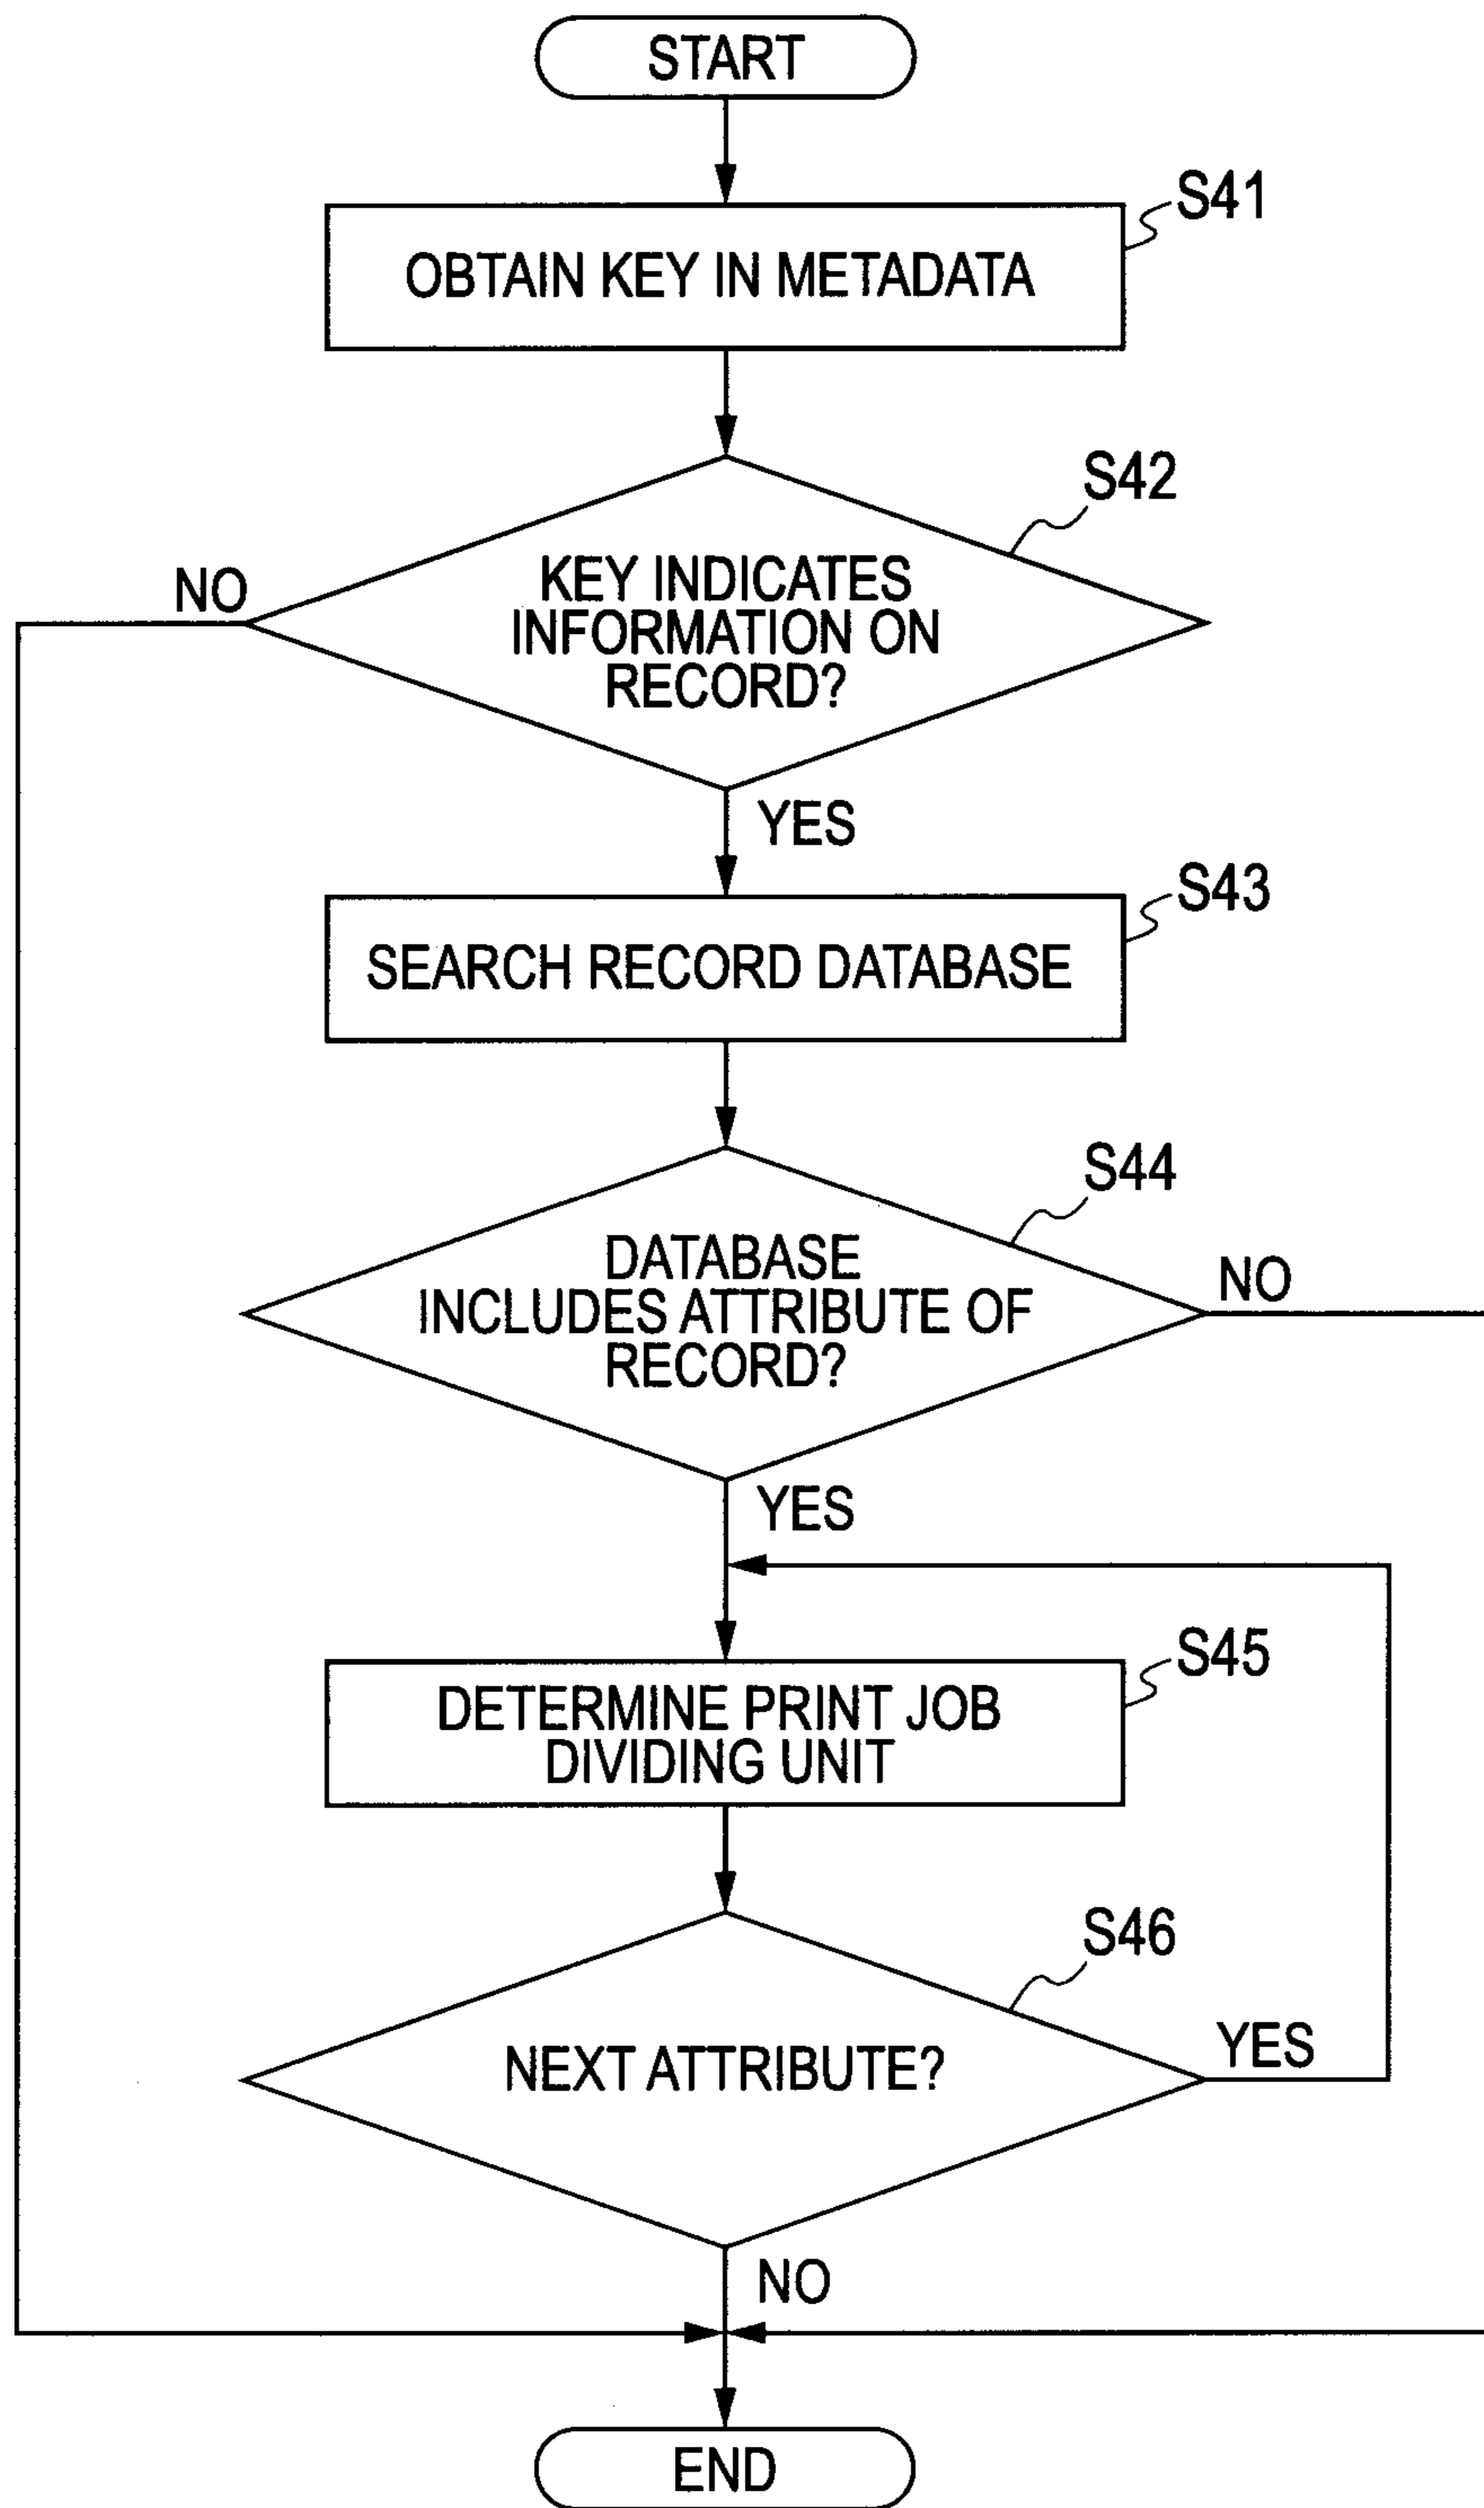 START
S41
OBTAIN KEY IN METADATA
S42
NO
KEY INDICATES
INFORMATION ON
RECORD?
YES
S43
SEARCH RECORD DATABASE
S44
DATABASE
INCLUDES ATTRIBUTE OF
RECORD?
NO
YES
S45
DETERMINE PRINT JOB
DIVIDING UNIT
S46
NEXT ATTRIBUTE?
YES
NO
END